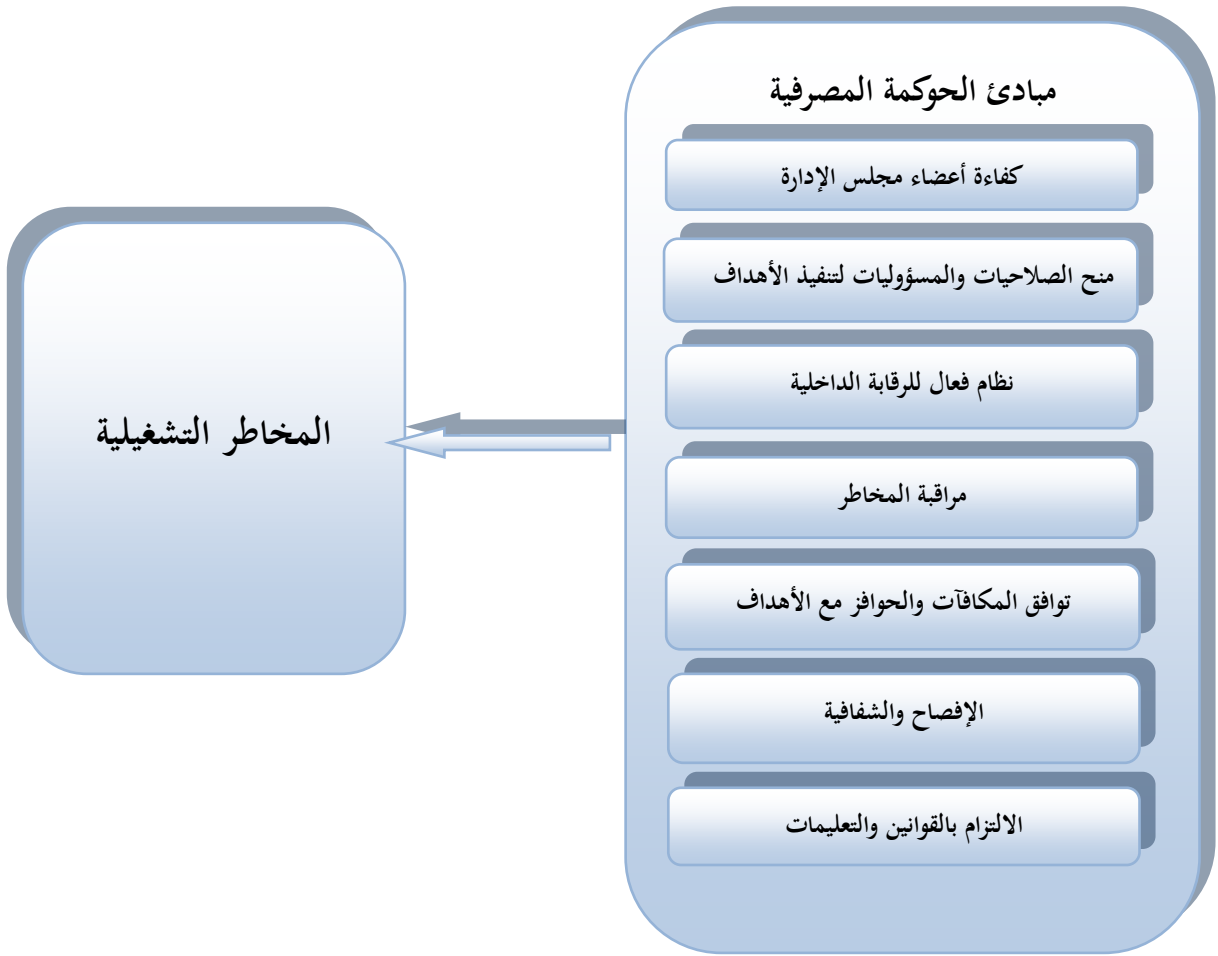 مبادئ الحوكمة المصرفية
كفاءة أعضاء مجلس الإدارة
منح الصلاحيات والمسؤوليات لتنفيذ الأهداف
نظام فعال للرقابة الداخلية
مراقبة المخاطر
توافق المكافآت والحوافز مع الأهداف
الإفصاح والشفافية
الالتزام بالقوانين والتعليمات
المخاطر التشغيلية